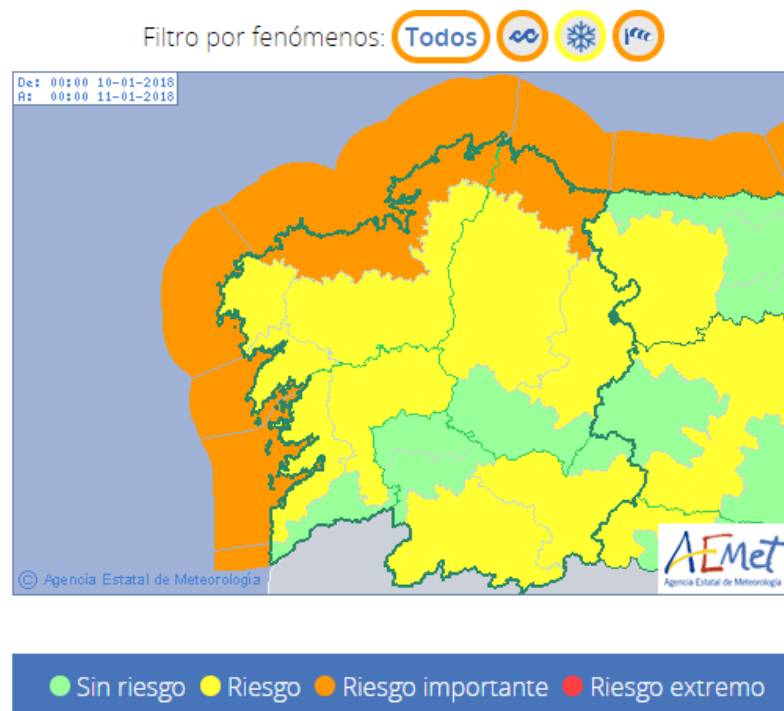 Filtro por fenómenos: Todos
De: 00:00 10-01-2018
A: 00:00 11-01-2018
© Agencia Estatal de Meteorología
AEMet
Agencia Estatal de Meteorología
Sin riesgo Riesgo Riesgo importante Riesgo extremo